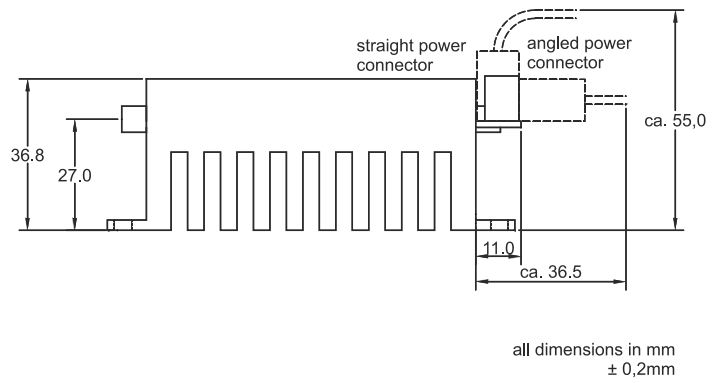 straight power
connector
angled power
connector
ca. 55,0
36.8
27.0
11.0
ca. 36.5
all dimensions in mm
± 0,2mm